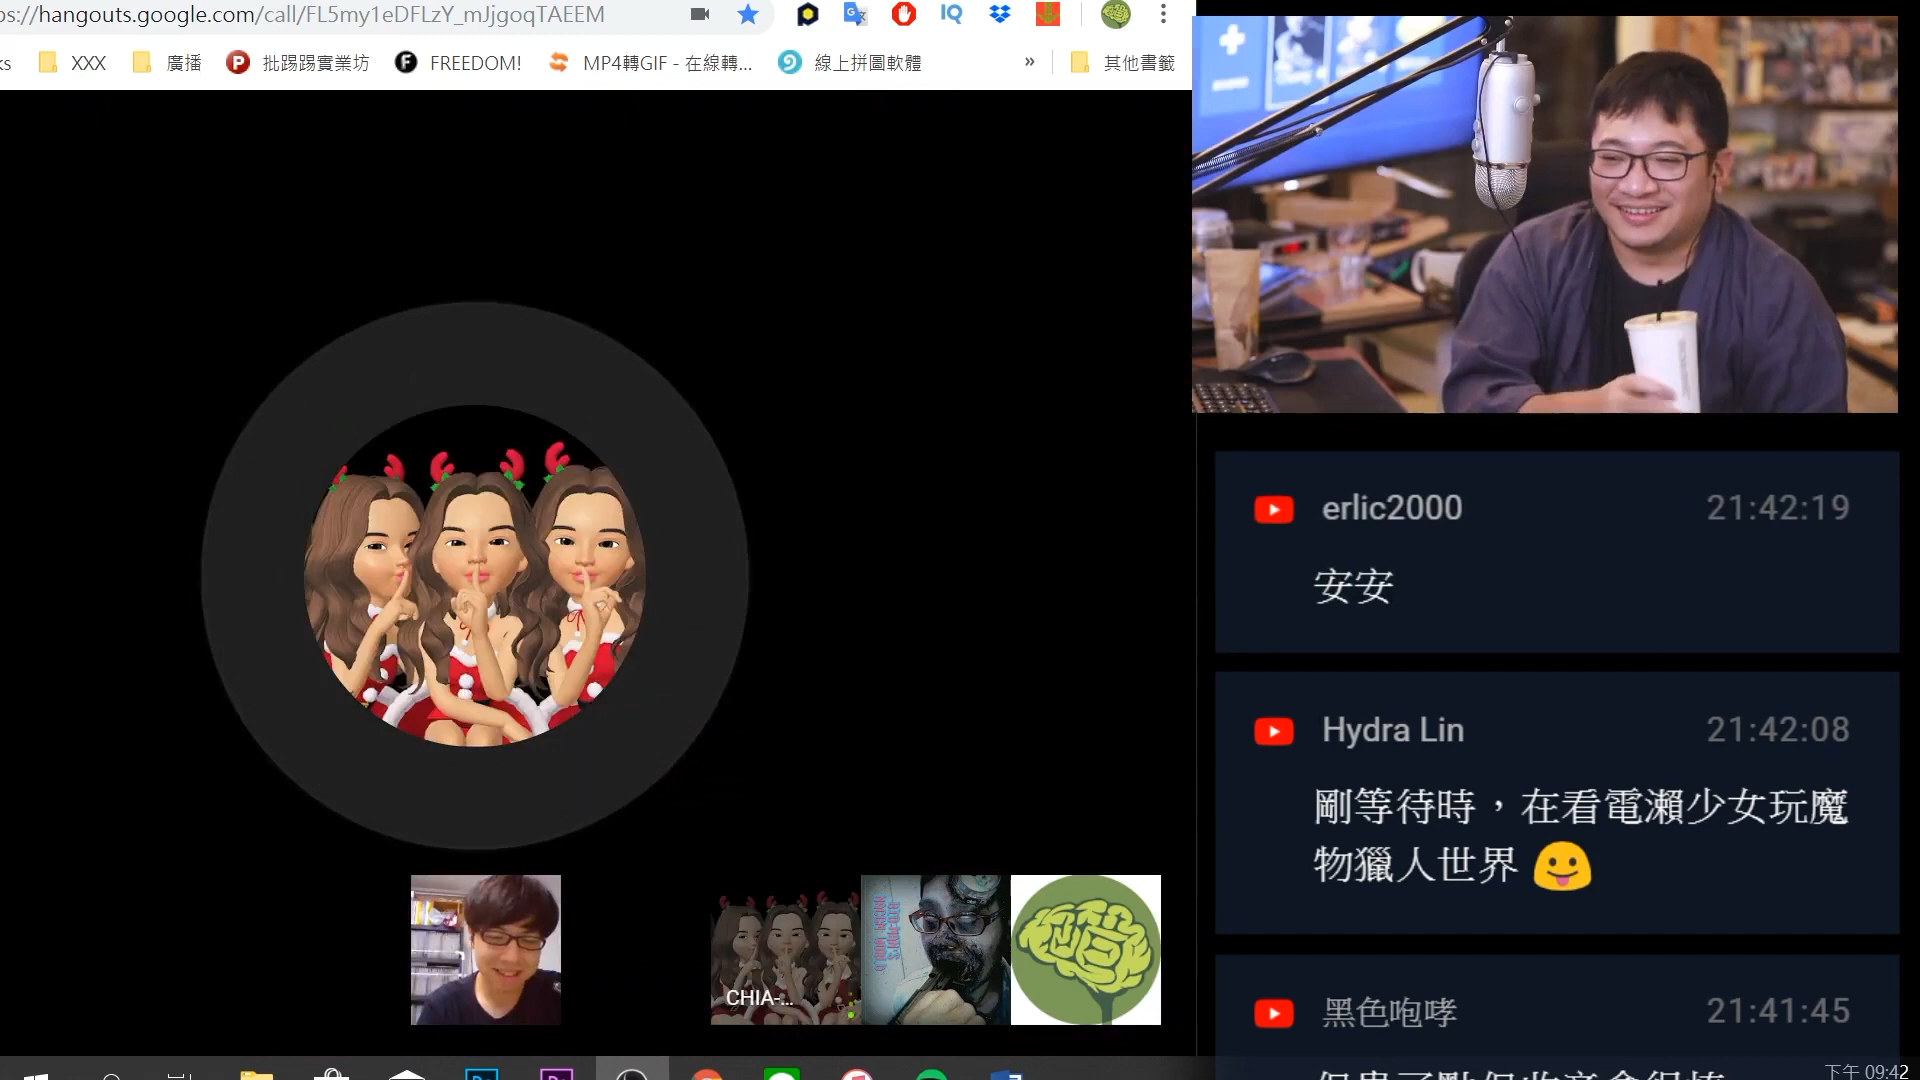 ps://hangouts.google.com/call/FL5my1eDFLzY_mJjgoqTAEEM
ks XXX 廣播 批踢踢實業坊 FREEDOM! MP4轉GIF - 在線轉... 線上拼圖軟體 » 其他書籤
erlic2000 21:42:19
安安
Hydra Lin 21:42:08
剛等待時，在看電瀨少女玩魔
物獵人世界
黑色咆哮 21:41:45
CHIA-...
下午 09:42